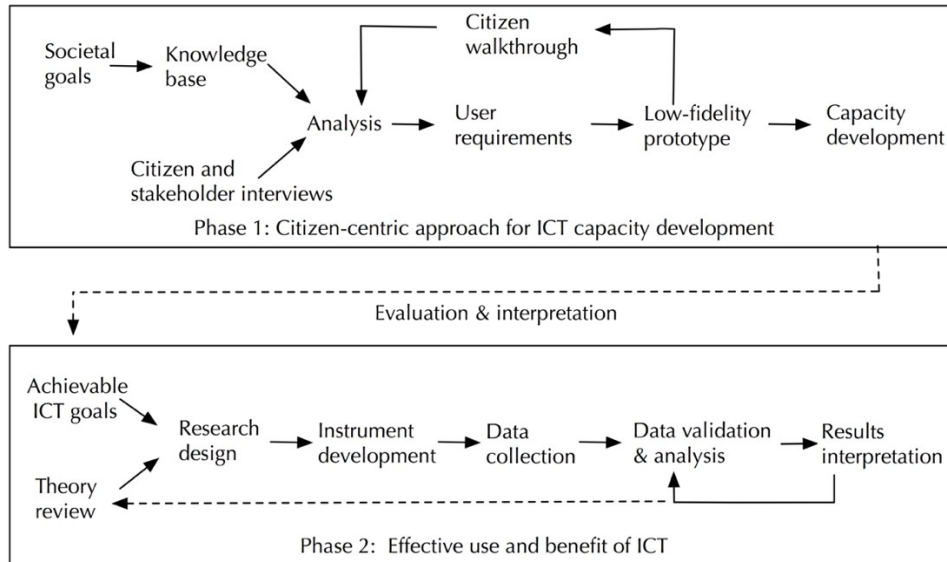 Citizen
walkthrough
Societal
goals
Knowledge
base
Analysis
User
requirements
Low-fidelity
prototype
Capacity
development
Citizen and
stakeholder interviews
Phase 1: Citizen-centric approach for ICT capacity development
Evaluation & interpretation
Achievable
ICT goals
Research
design
Instrument
development
Data
collection
Data validation
& analysis
Results
interpretation
Theory
review
Phase 2: Effective use and benefit of ICT